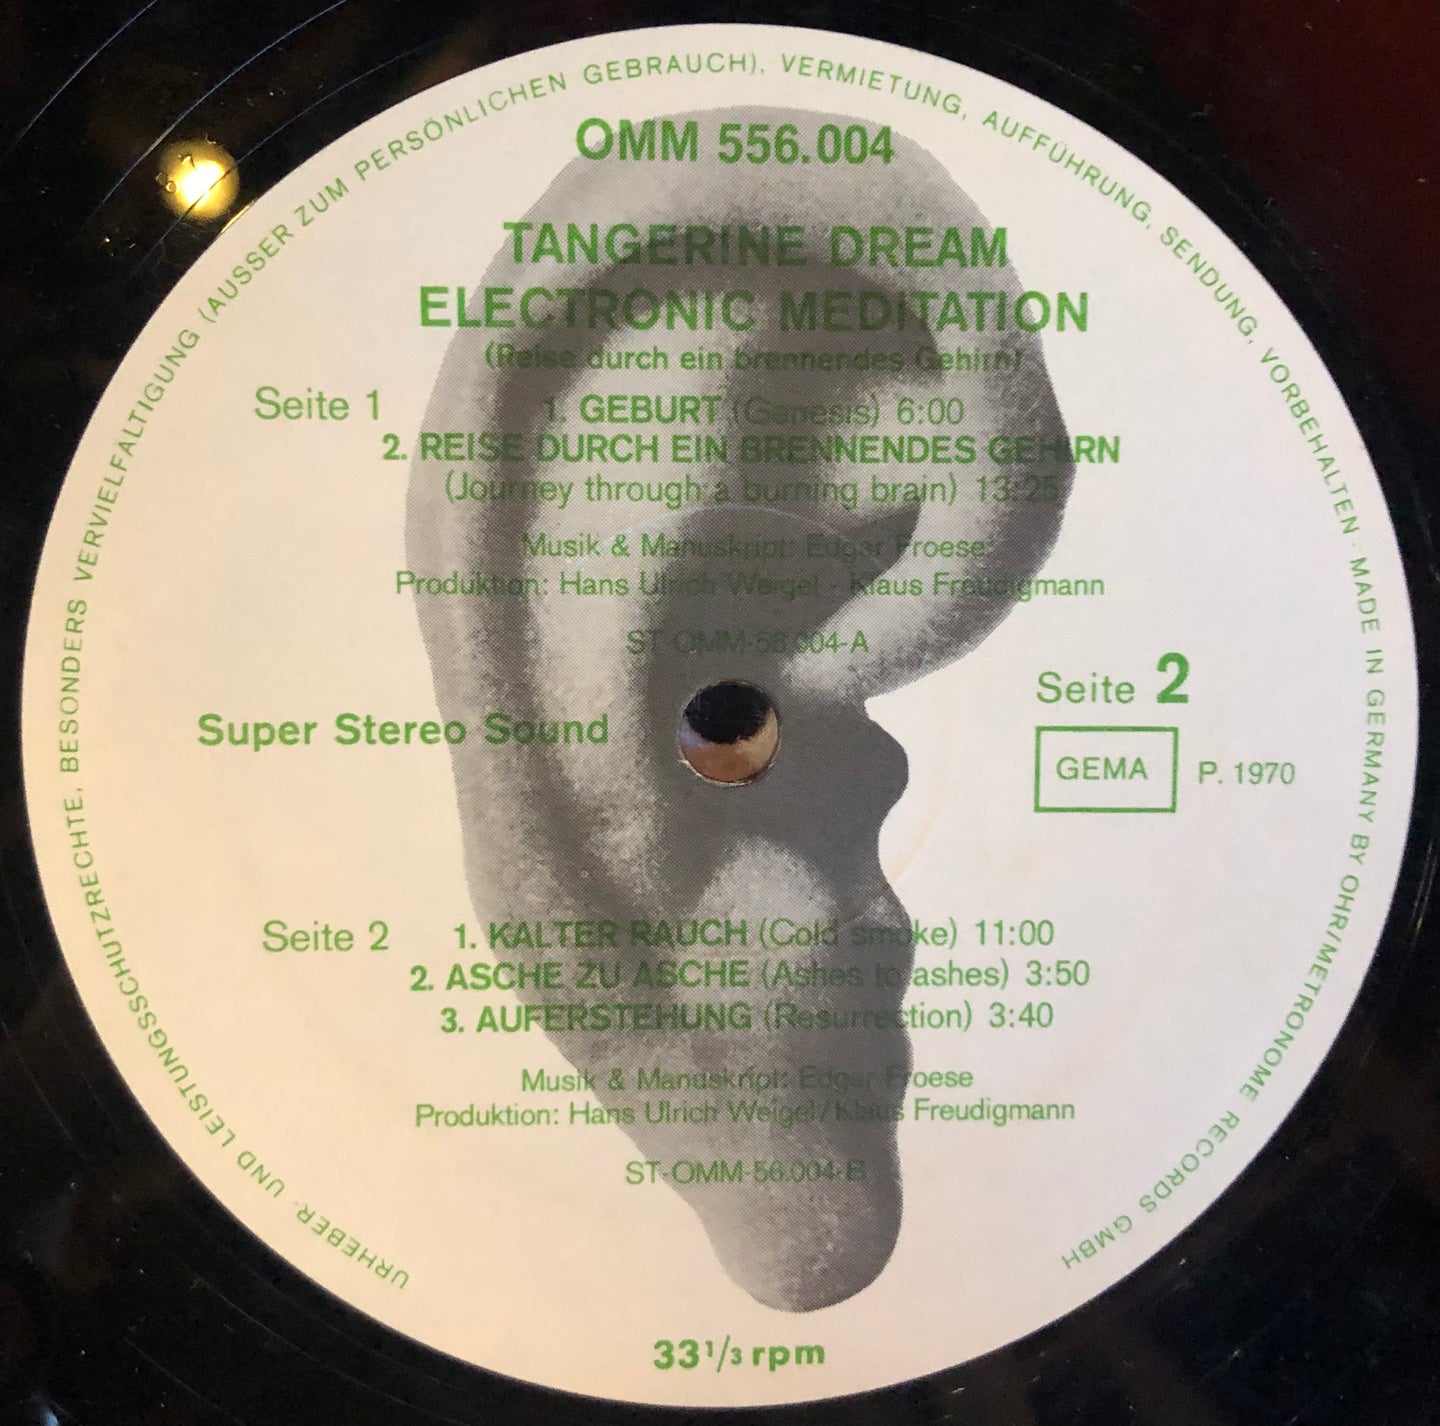 URHEBER- UND LEISTUNGSSCHUTZRECHTE, BESONDERS VERVIELFÄLTIGUNG (AUSSER ZUM PERSÖNLICHEN GEBRAUCH), VERMIETUNG, AUFFÜHRUNG, SENDUNG, VORBEHALTEN · MADE IN GERMANY BY OHR/METRONOME RECORDS GMBH
OMM 556.004
TANGERINE DREAM
ELECTRONIC MEDITATION
(Reise durch ein brennendes Gehirn)
Seite 1 1. GEBURT (Genesis) 6:00
2. REISE DURCH EIN BRENNENDES GEHIRN
(Journey through a burning brain) 13:25
Musik & Manuskript: Edgar Froese
Produktion: Hans Ulrich Weigel - Klaus Freudigmann
ST-OMM-56.004-A
Seite 2
Super Stereo Sound
GEMA P. 1970
Seite 2 1. KALTER RAUCH (Cold smoke) 11:00
2. ASCHE ZU ASCHE (Ashes to ashes) 3:50
3. AUFERSTEHUNG (Resurrection) 3:40
Musik & Manuskript: Edgar Froese
Produktion: Hans Ulrich Weigel/Klaus Freudigmann
ST-OMM-56.004-B
33 1/3 rpm